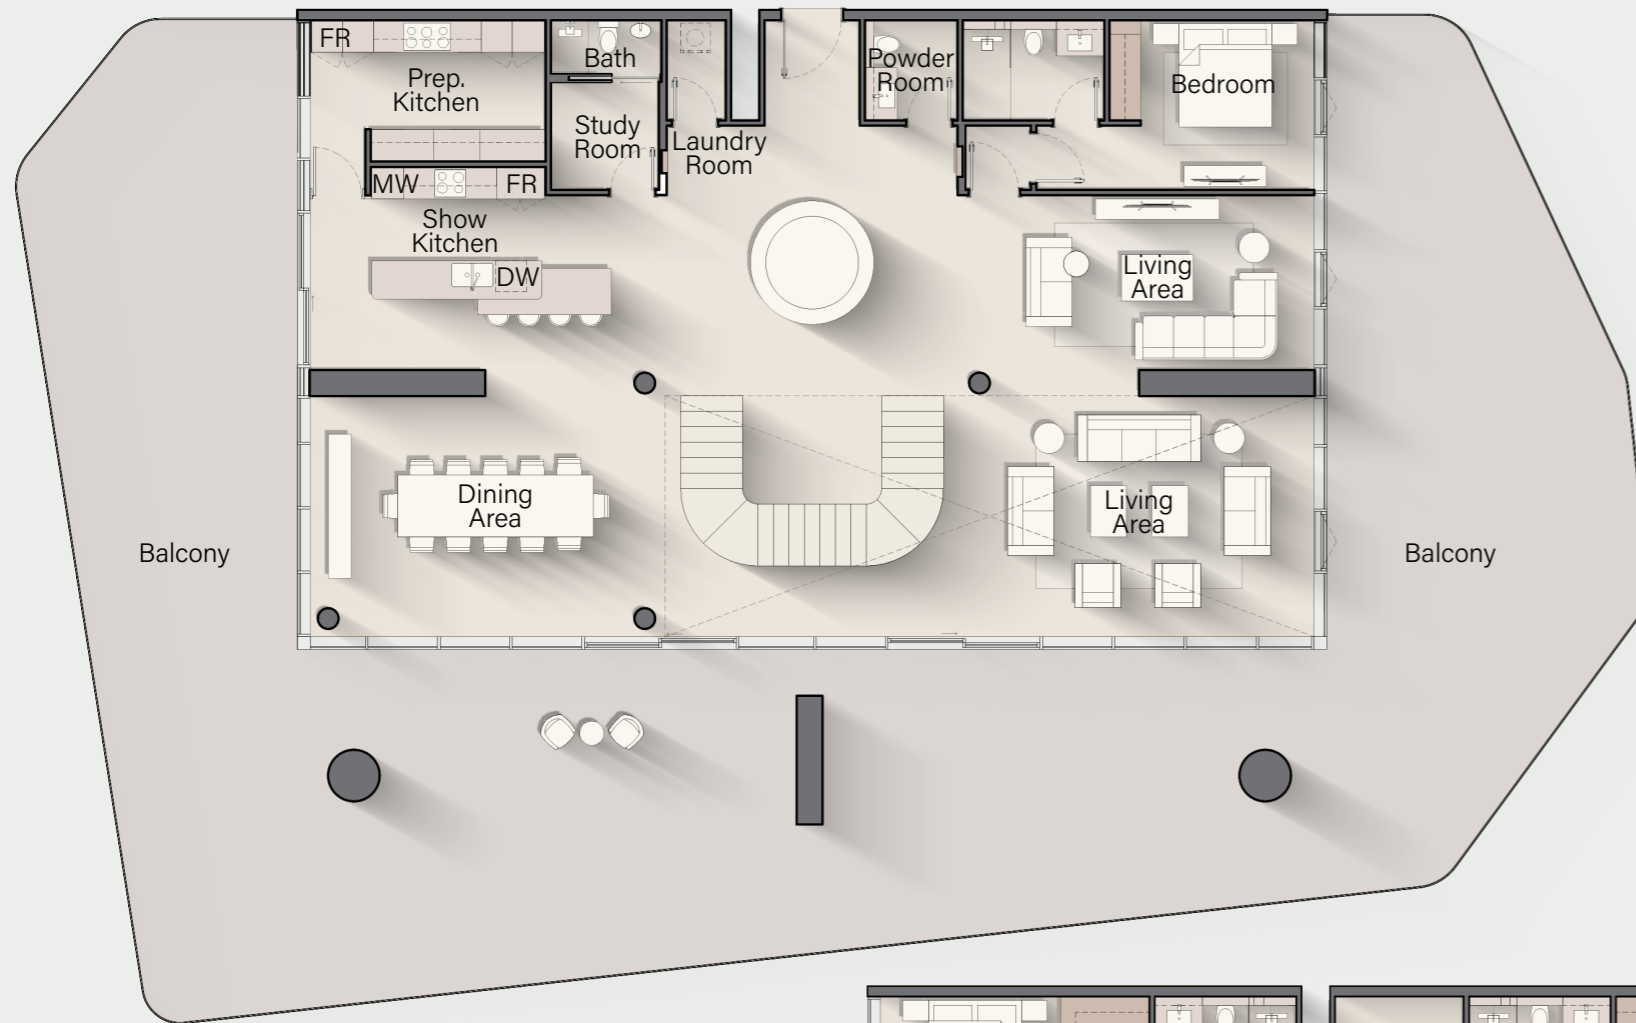 FR
Prep.
Kitchen
Bath
Study
Room
Laundry
Room
Powder
Room
Bedroom
MW
FR
Show
Kitchen
DW
Living
Area
Dining
Area
Living
Area
Balcony
Balcony